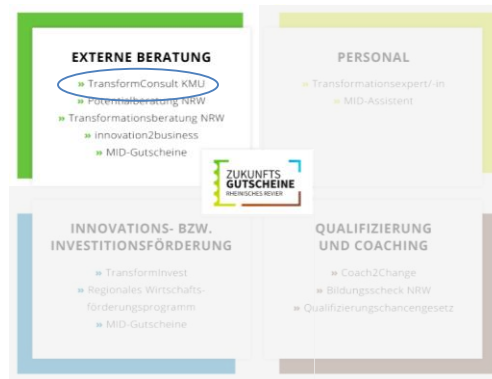 EXTERNE BERATUNG
» TransformConsult KMU
» Potentialberatung NRW
» Transformationsberatung NRW
» innovation2business
» MID-Gutscheine
PERSONAL
» Transformationsexpert/-in
» MID-Assistent
ZUKUNFTS
GUTSCHEINE
RHEINISCHES REVIER
INNOVATIONS- BZW.
INVESTITIONSFÖRDERUNG
» TransformInvest
» Regionales Wirtschafts-
förderungsprogramm
» MID-Gutscheine
QUALIFIZIERUNG
UND COACHING
» Coach2Change
» Bildungsscheck NRW
» Qualifizierungschancengesetz